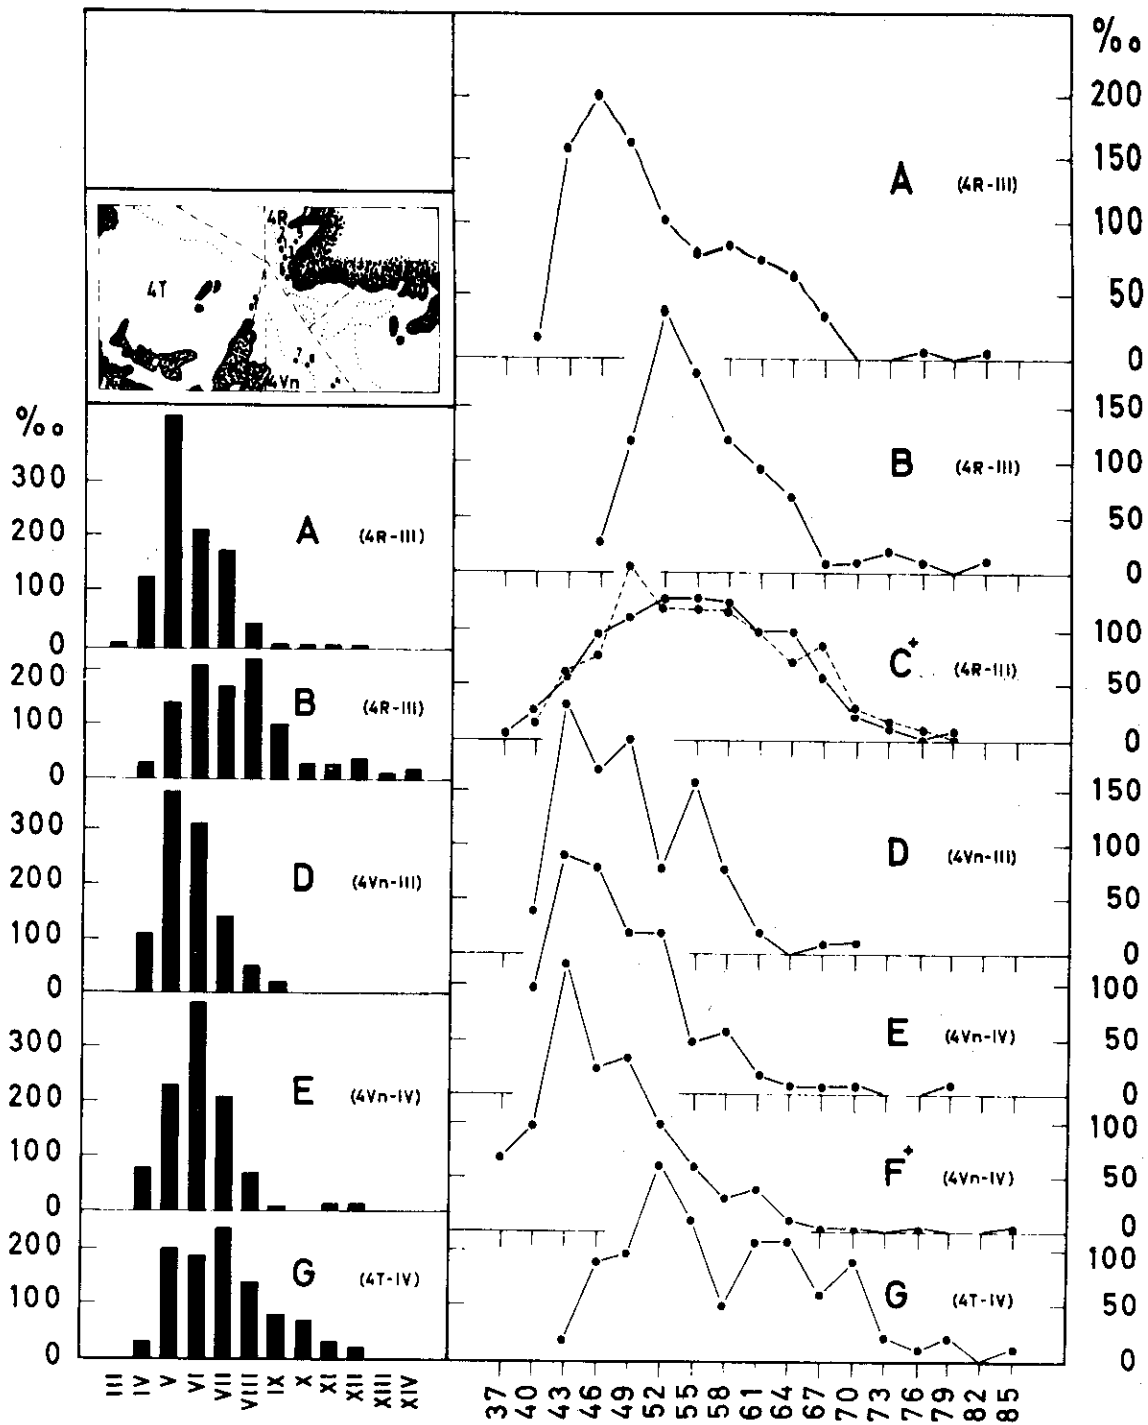 ‰
200
150
100
50
0
A (4R-III)
4R
2
3
4T
9
7
8
4Vn
‰
300
200
100
0
A (4R-III)
200
100
0
B (4R-III)
300
200
100
0
D (4Vn-III)
300
200
100
0
E (4Vn-IV)
200
100
0
G (4T-IV)
III IV V VI VII VIII IX X XI XII XIII XIV
B (4R-III)
150
100
50
0
C+ (4R-III)
100
50
0
D (4Vn-III)
150
100
50
0
E (4Vn-IV)
100
50
0
F+ (4Vn-IV)
100
50
0
G (4T-IV)
100
50
0
37 40 43 46 49 52 55 58 61 64 67 70 73 76 79 82 85